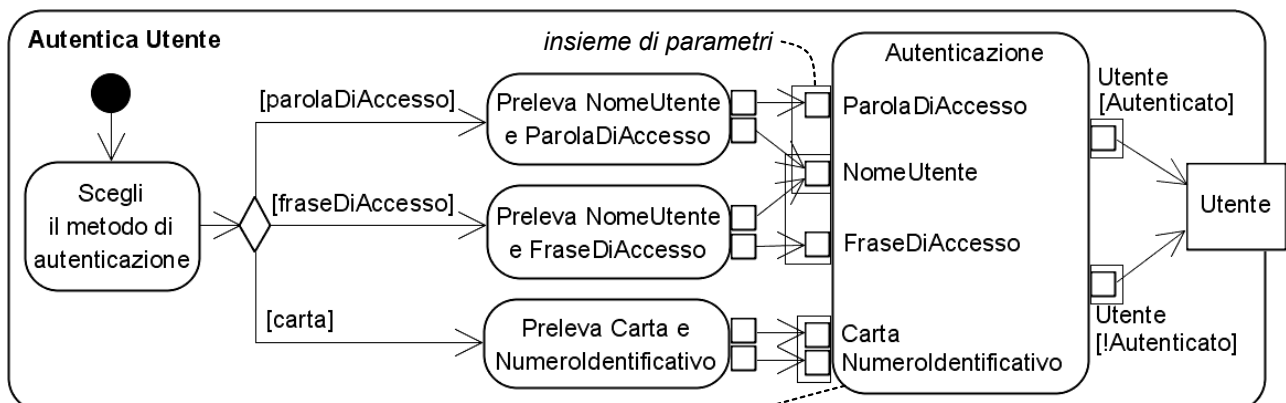 Autentica Utente
insieme di parametri
Scegli
il metodo di
autenticazione
[parolaDiAccesso]
[fraseDiAccesso]
[carta]
Preleva NomeUtente
e ParolaDiAccesso
Preleva NomeUtente
e FraseDiAccesso
Preleva Carta e
NumeroIdentificativo
Autenticazione
ParolaDiAccesso
NomeUtente
FraseDiAccesso
Carta
NumeroIdentificativo
Utente
[Autenticato]
Utente
[!Autenticato]
Utente